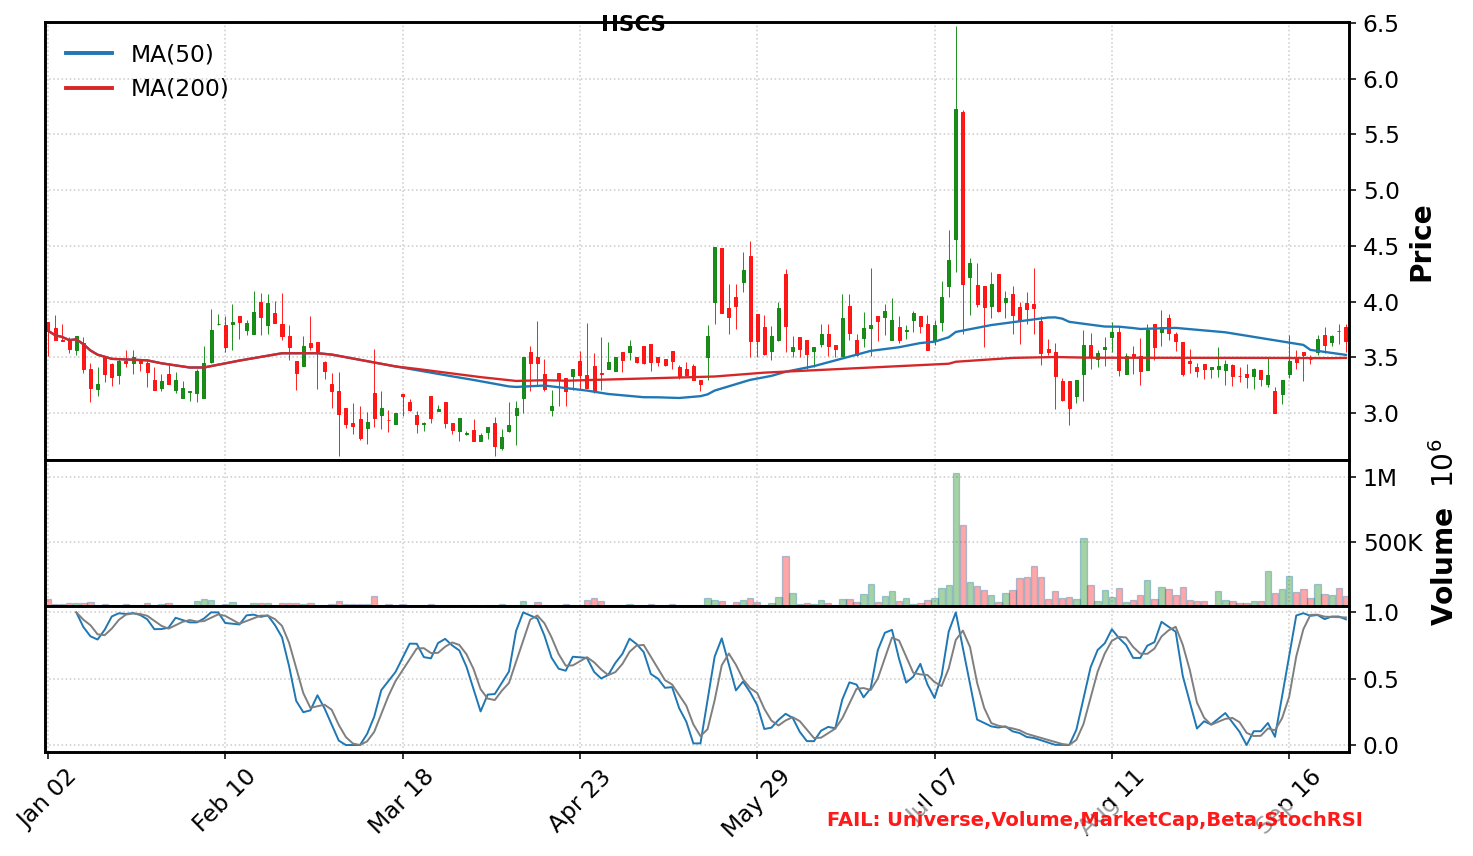 HSCS
MA(50)
MA(200)
6.5
6.0
5.5
5.0
4.5
4.0
3.5
3.0
Price
1M
500K
Volume 10^6
1.0
0.5
0.0
Jan 02
Feb 10
Mar 18
Apr 23
May 29
Jul 07
Aug 11
Sep 16
FAIL: Universe,Volume,MarketCap,Beta,StochRSI